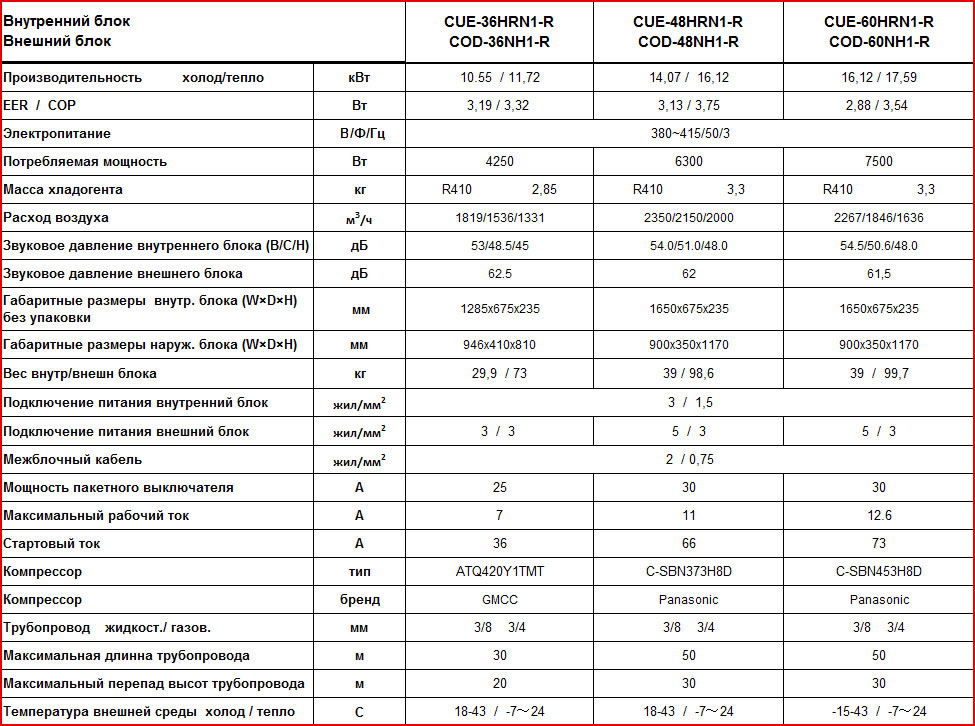 Внутренний блок CUE-36HRN1-R CUE-48HRN1-R CUE-60HRN1-R
Внешний блок COD-36NH1-R COD-48NH1-R COD-60NH1-R
Производительность холод/тепло кВт 10.55 / 11,72 14,07 / 16,12 16,12 / 17,59
EER / COP Вт 3,19 / 3,32 3,13 / 3,75 2,88 / 3,54
Электропитание В/Ф/Гц 380~415/50/3
Потребляемая мощность Вт 4250 6300 7500
Масса хладогента кг R410 2,85 R410 3,3 R410 3,3
Расход воздуха м³/ч 1819/1536/1331 2350/2150/2000 2267/1846/1636
Звуковое давление внутреннего блока (В/С/Н) дБ 53/48.5/45 54.0/51.0/48.0 54.5/50.6/48.0
Звуковое давление внешнего блока дБ 62.5 62 61,5
Габаритные размеры внутр. блока (W×D×H)
без упаковки мм 1285x675x235 1650x675x235 1650x675x235
Габаритные размеры наруж. блока (W×D×H) мм 946x410x810 900x350x1170 900x350x1170
Вес внутр/внешн блока кг 29,9 / 73 39 / 98,6 39 / 99,7
Подключение питания внутренний блок жил/мм² 3 / 1,5
Подключение питания внешний блок жил/мм² 3 / 3 5 / 3 5 / 3
Межблочный кабель жил/мм² 2 / 0,75
Мощность пакетного выключателя А 25 30 30
Максимальный рабочий ток А 7 11 12.6
Стартовый ток А 36 66 73
Компрессор тип ATQ420Y1TMT C-SBN373H8D C-SBN453H8D
Компрессор бренд GMCC Panasonic Panasonic
Трубопровод жидкост./ газов. мм 3/8 3/4 3/8 3/4 3/8 3/4
Максимальная длинна трубопровода м 30 50 50
Максимальный перепад высот трубопровода м 20 30 30
Температура внешней среды холод / тепло С 18-43 / -7～24 18-43 / -7～24 -15-43 / -7～24